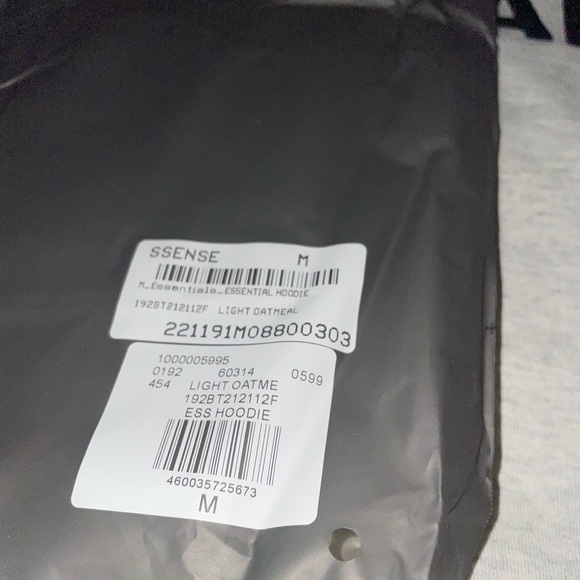 SSENSE M
M_Essentials_ESSENTIAL HOODIE
192BT212112F LIGHT OATMEAL
221191M08800303
1000005995
0192 60314 0599
454 LIGHT OATME
192BT212112F
ESS HOODIE
460035725673
M